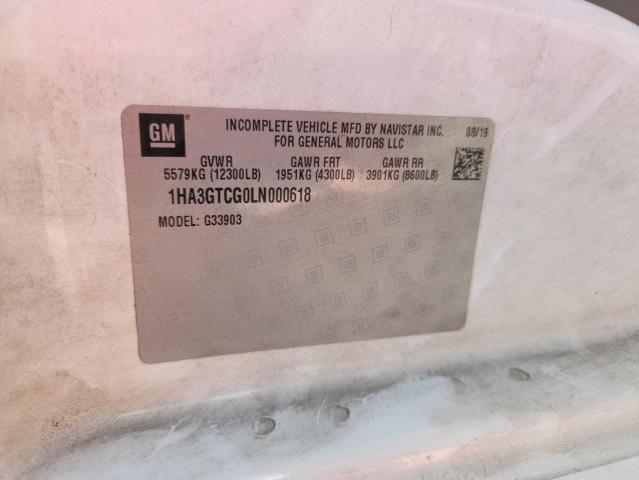 GM
INCOMPLETE VEHICLE MFD BY NAVISTAR INC. 08/19
FOR GENERAL MOTORS LLC
GVWR GAWR FRT GAWR RR
5579KG (12300LB) 1951KG (4300LB) 3901KG (8600LB)
1HA3GTCG0LN000618
MODEL: G33903